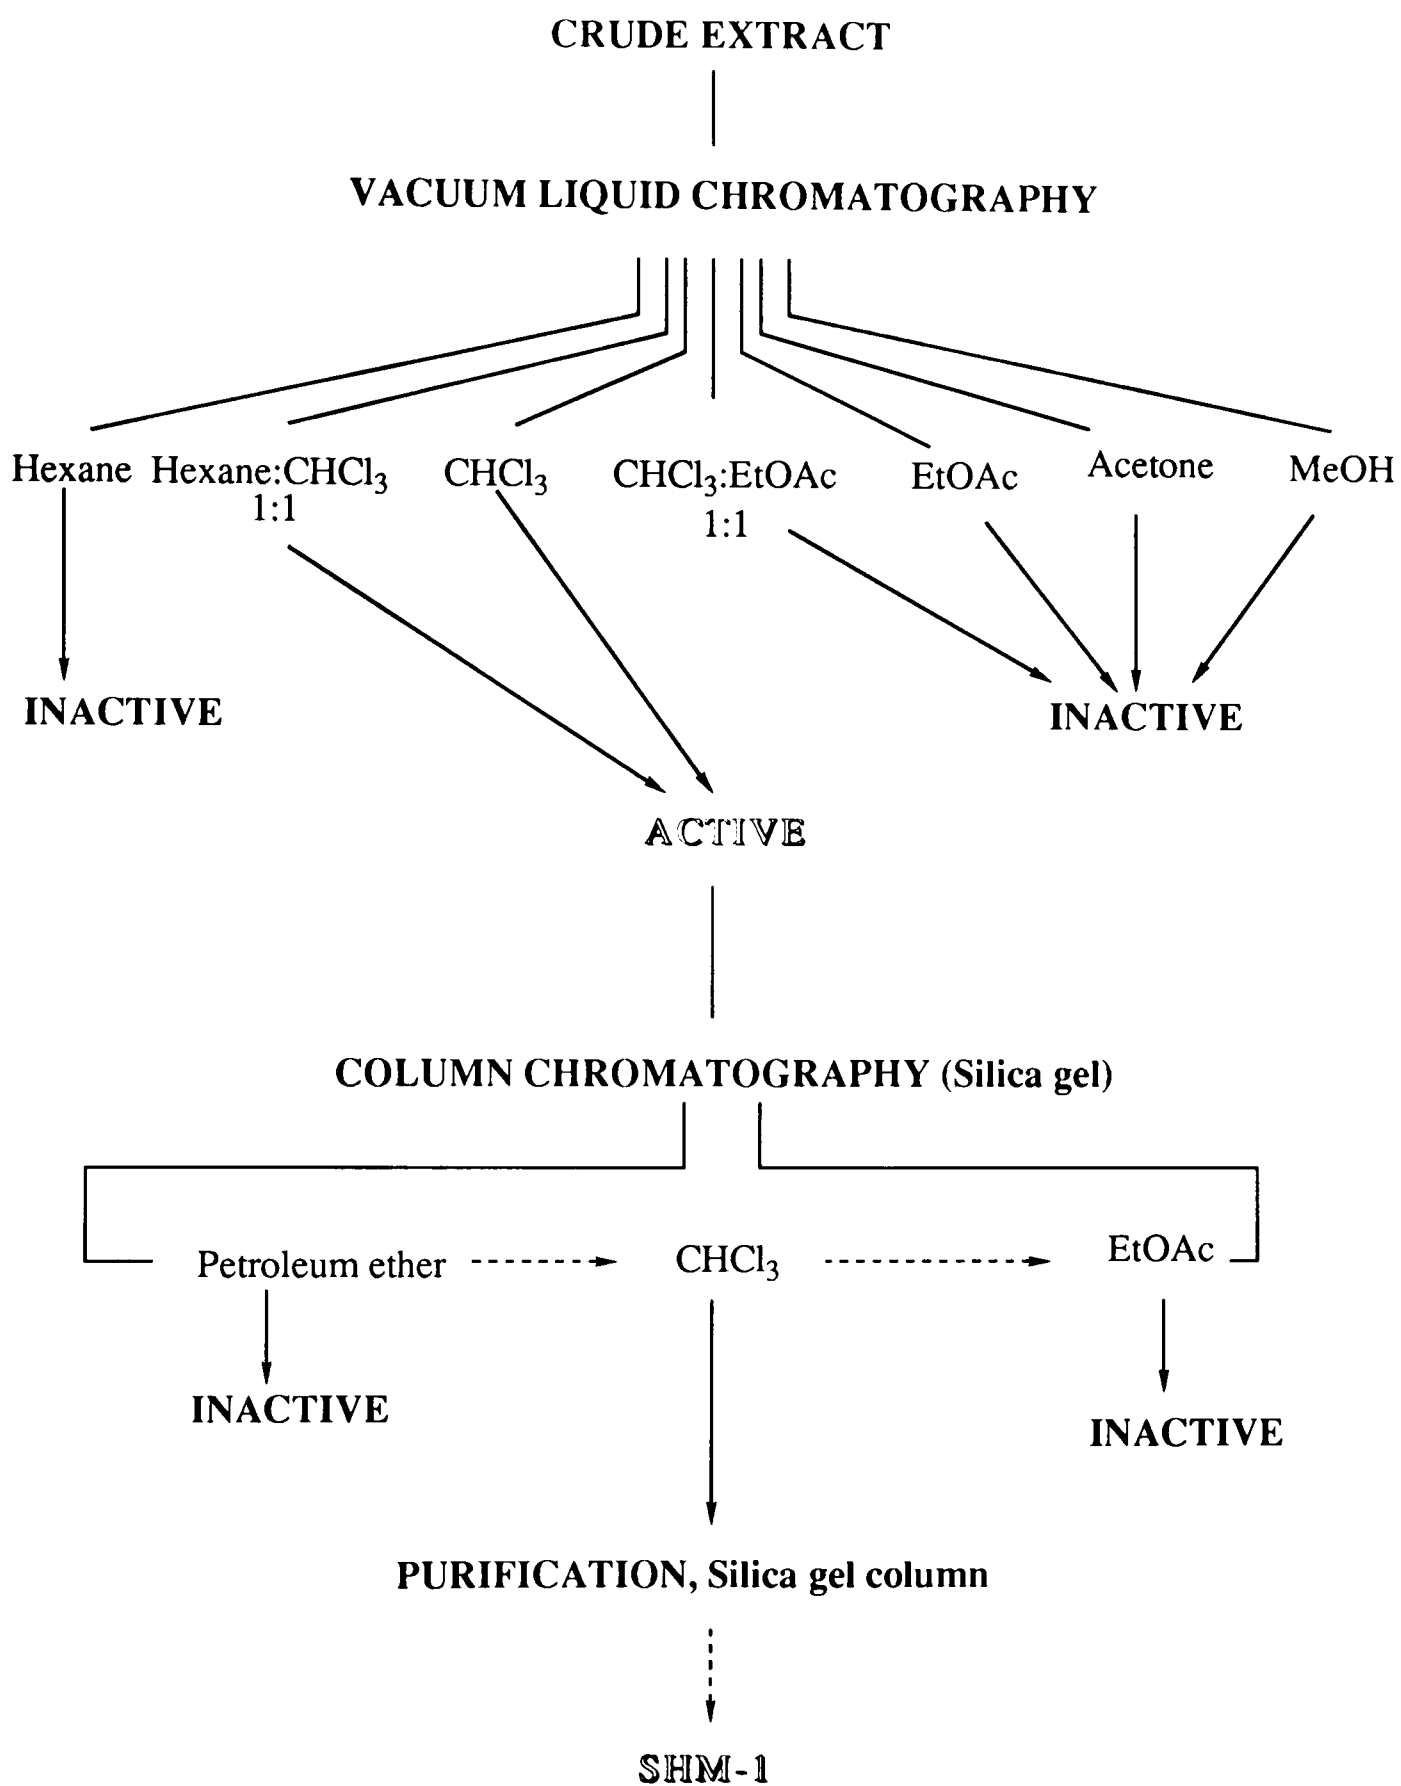 CRUDE EXTRACT
VACUUM LIQUID CHROMATOGRAPHY
Hexane Hexane:CHCl₃ CHCl₃ CHCl₃:EtOAc EtOAc Acetone MeOH
1:1 1:1
INACTIVE INACTIVE
ACTIVE
COLUMN CHROMATOGRAPHY (Silica gel)
Petroleum ether CHCl₃ EtOAc
INACTIVE INACTIVE
PURIFICATION, Silica gel column
SHM-1